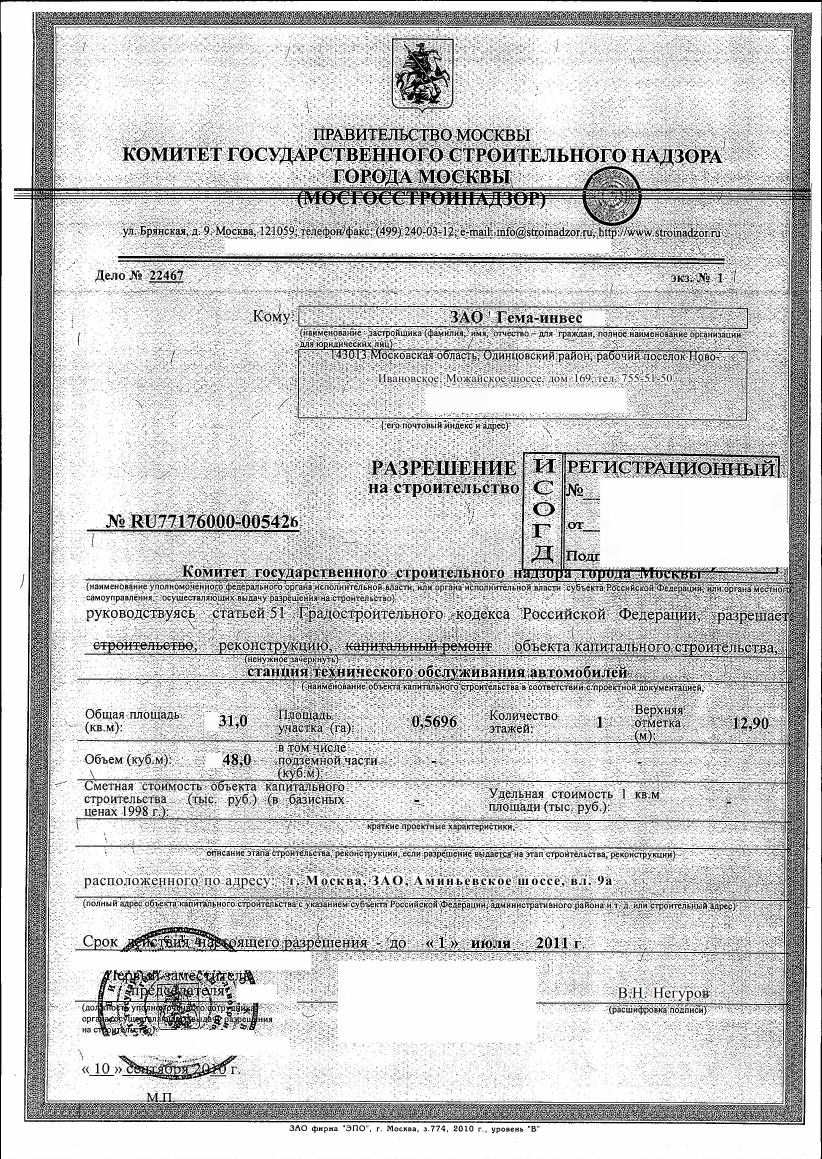 ПРАВИТЕЛЬСТВО МОСКВЫ
КОМИТЕТ ГОСУДАРСТВЕННОГО СТРОИТЕЛЬНОГО НАДЗОРА
ГОРОДА МОСКВЫ
(МОСГОССТРОЙНАДЗОР)
ул. Брянская, д. 9. Москва, 121059; телефон/факс: (499) 240-03-12; e-mail: info@stroinadzor.ru, http://www.stroinadzor.ru
Дело № 22467 экз. № 1
Кому: ЗАО Гема-инвес
(наименование застройщика (фамилия, имя, отчество – для граждан, полное наименование организации –
для юридических лиц)
143013 Московская область, Одинцовский район, рабочий поселок Ново-
Ивановское, Можайское шоссе, дом 169, тел. 755-51-50
( его почтовый индекс и адрес)
РАЗРЕШЕНИЕ
на строительство
ИСОГД
РЕГИСТРАЦИОННЫЙ
№
от
Подп
№ RU77176000-005426
Комитет государственного строительного надзора города Москвы
(наименование уполномоченного федерального органа исполнительной власти, или органа исполнительной власти субъекта Российской Федерации, или органа местного
самоуправления, осуществляющих выдачу разрешения на строительство)
руководствуясь статьей 51 Градостроительного кодекса Российской Федерации, разрешает
строительство, реконструкцию, капитальный ремонт объекта капитального строительства,
(ненужное зачеркнуть)
станция технического обслуживания автомобилей
( наименование объекта капитального строительства в соответствии с проектной документацией,
Общая площадь (кв.м): 31,0 Площадь участка (га): 0,5696 Количество этажей: 1 Верхняя отметка (м): 12,90
Объем (куб.м): 48,0 в том числе подземной части (куб.м): - -
Сметная стоимость объекта капитального строительства (тыс. руб.) (в базисных ценах 1998 г.): - Удельная стоимость 1 кв.м площади (тыс. руб.): -
краткие проектные характеристики,
описание этапа строительства, реконструкции, если разрешение выдается на этап строительства, реконструкции)
расположенного по адресу: г. Москва, ЗАО, Аминьевское шоссе, вл. 9а
(полный адрес объекта капитального строительства с указанием субъекта Российской Федерации, административного района и т. д. или строительный адрес)
Срок действия настоящего разрешения - до « 1 » июля 2011 г.
Первый заместитель
председателя
В.Н. Негуров
(должность уполномоченного сотрудника
органа осуществляющего выдачу разрешения
на строительство)
(расшифровка подписи)
« 10 » сентября 2010 г.
М.П.
ЗАО фирма "ЭПО", г. Москва, з.774, 2010 г., уровень "В"